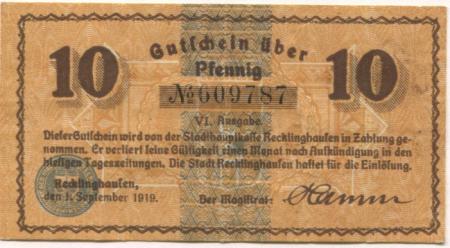 Gutschein über
10 Pfennig 10
№ 609787
VI. Ausgabe.
Dieser Gutschein wird von der Stadthauptkasse Recklinghausen in Zahlung ge-
nommen. Er verliert seine Gültigkeit einen Monat nach Aufkündigung in den
hiesigen Tageszeitungen. Die Stadt Recklinghausen haftet für die Einlösung.
Recklinghausen,
den 1. September 1919.
Der Magistrat: